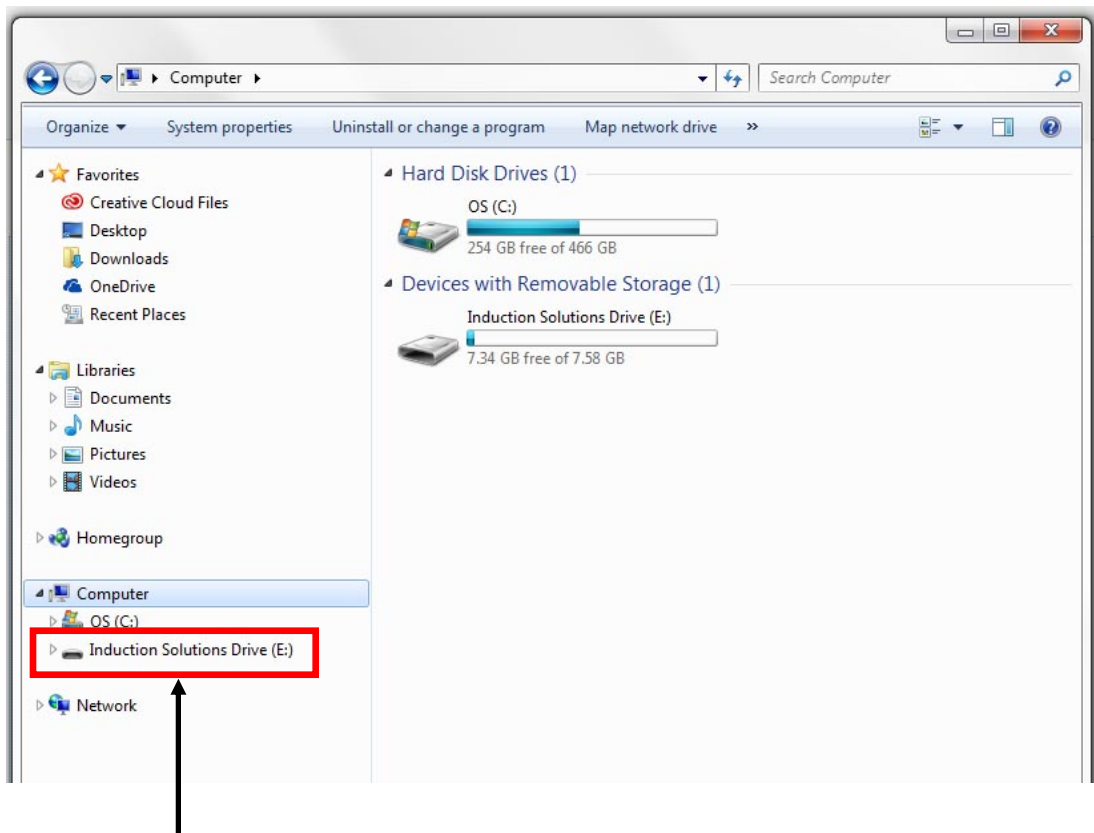 Computer
Search Computer
Organize
System properties
Uninstall or change a program
Map network drive
»
Favorites
Creative Cloud Files
Desktop
Downloads
OneDrive
Recent Places
Libraries
Documents
Music
Pictures
Videos
Homegroup
Computer
OS (C:)
Induction Solutions Drive (E:)
Network
Hard Disk Drives (1)
OS (C:)
254 GB free of 466 GB
Devices with Removable Storage (1)
Induction Solutions Drive (E:)
7.34 GB free of 7.58 GB